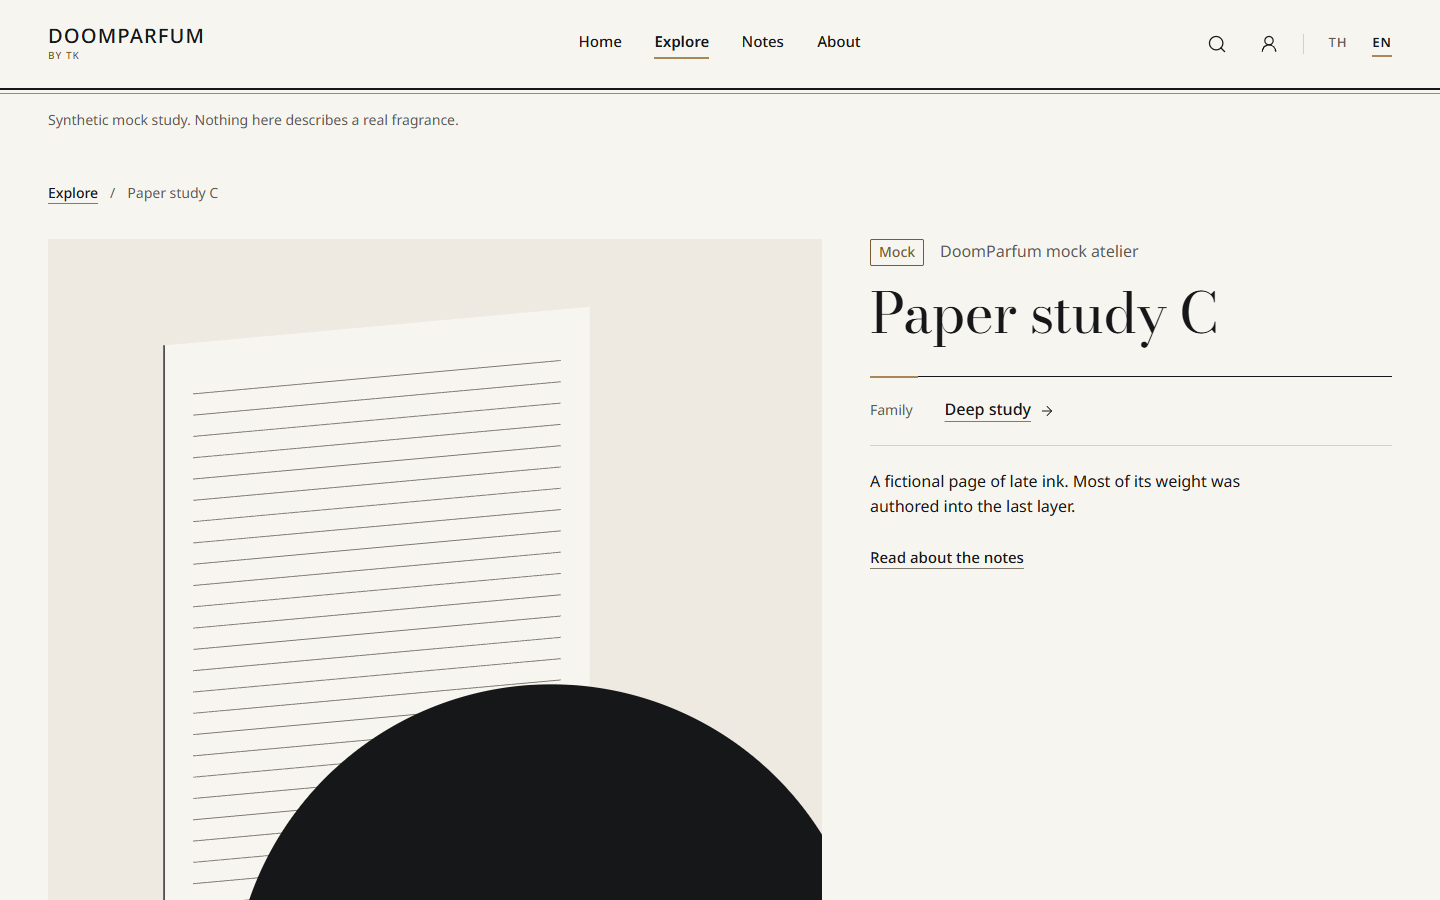 DOOMPARFUM
BY TK
Home
Explore
Notes
About
TH
EN
Synthetic mock study. Nothing here describes a real fragrance.
Explore / Paper study C
Mock
DoomParfum mock atelier
Paper study C
Family
Deep study →
A fictional page of late ink. Most of its weight was
authored into the last layer.
Read about the notes